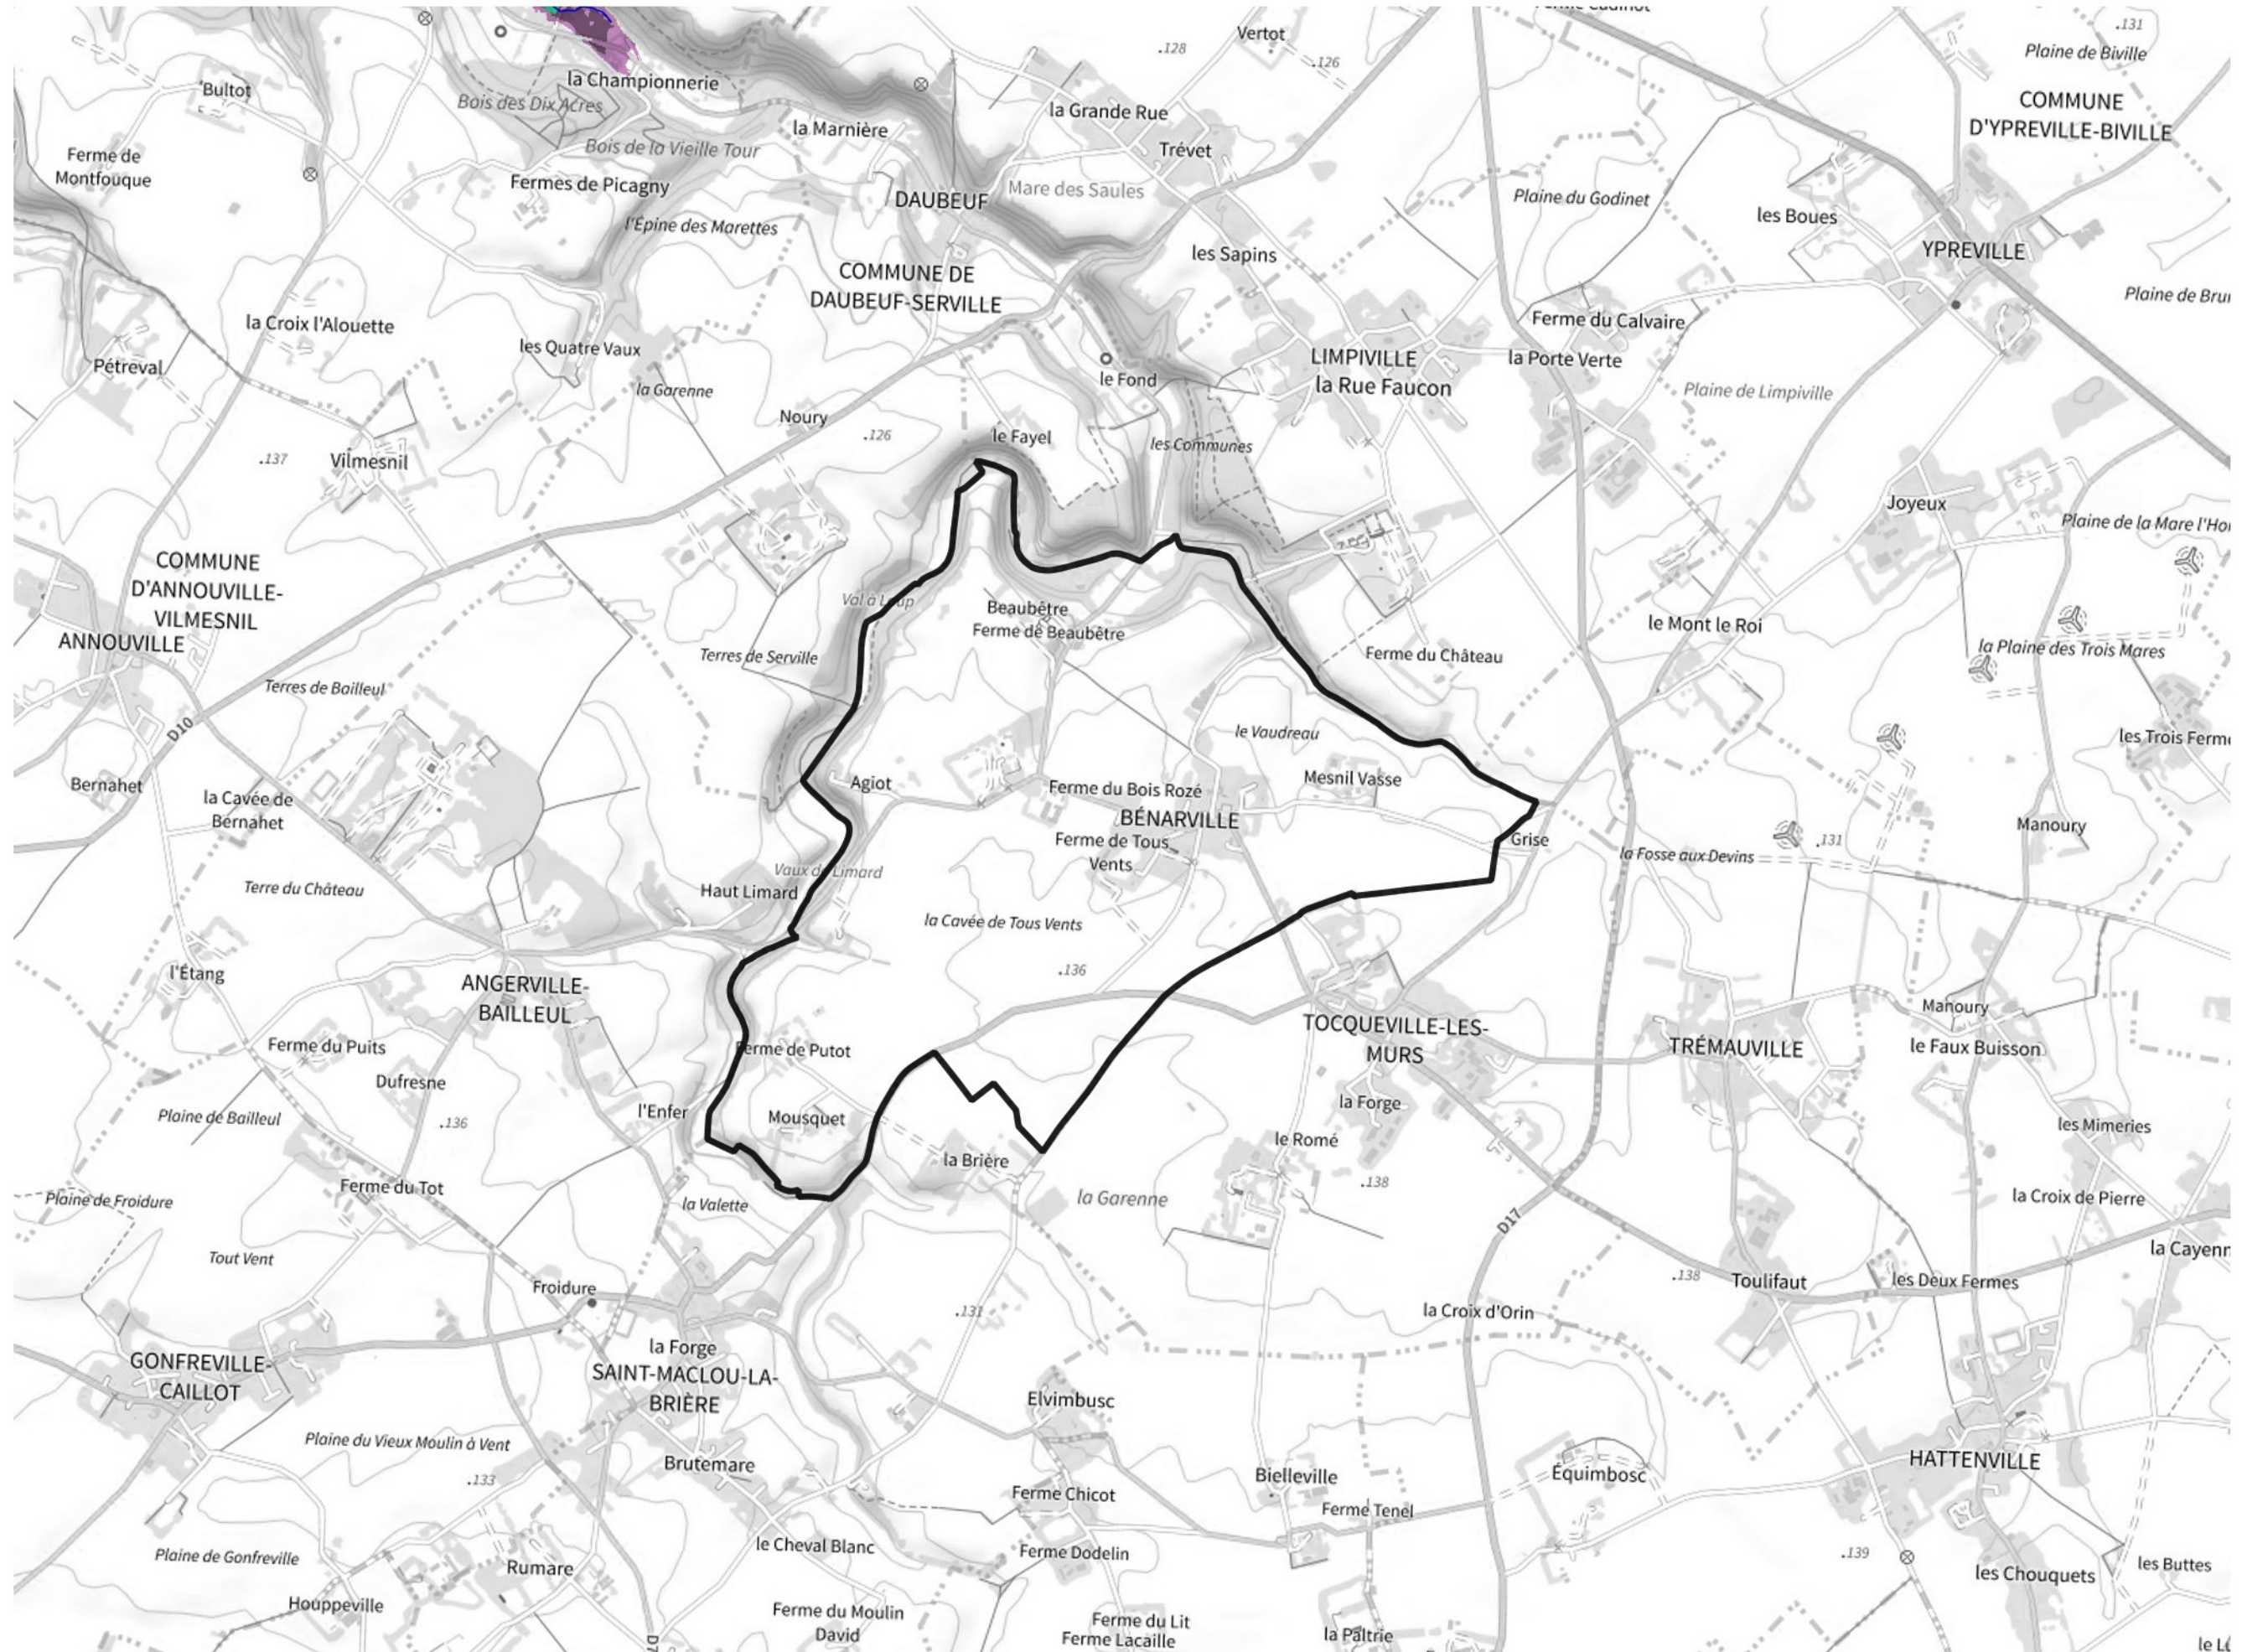 .131
Vertot
.128
.126
Plaine de Biville
la Championnerie
'Bultot
Bois des Dix Acres
COMMUNE
D'YPREVILLE-BIVILLE
la Grande Rue
la Marnière
Bois de la Vieille Tour
Trévet
Ferme de
Montfouque
Fermes de Picagny
Mare des Saules
DAUBEUF
Plaine du Godinet
les Boues
l'Épine des Marettes
les Sapins
YPREVILLE
COMMUNE DE
DAUBEUF-SERVILLE
Plaine de Brui
la Croix l'Alouette
Ferme du Calvaire
les Quatre Vaux
LIMPIVILLE
la Rue Faucon
la Porte Verte
Pétreval
le Fond
la Garenne
Plaine de Limpiville
Noury
.126
le Fayel
les Communes
.137
Vilmesnil
Joyeux
Plaine de la Mare l'Ho
COMMUNE
D'ANNOUVILLE-
VILMESNIL
ANNOUVILLE
Val à Loup
Beaubêtre
Ferme de Beaubêtre
le Mont le Roi
la Plaine des Trois Mares
Terres de Serville
Ferme du Château
Terres de Bailleul
D10
le Vaudreau
les Trois Ferme
Bernahet
Agiot
Mesnil Vasse
la Cavée de
Bernahet
Ferme du Bois Rozé
BÉNARVILLE
Manoury
Ferme de Tous
Vents
Grise
.131
la Fosse aux Devins
Vaux de Limard
Terre du Château
Haut Limard
la Cavée de Tous Vents
l'Étang
.136
ANGERVILLE-
BAILLEUL
Manoury
TOCQUEVILLE-LES-
MURS
TRÉMAUVILLE
le Faux Buisson
Ferme du Puits
Ferme de Putot
Dufresne
la Forge
l'Enfer
Plaine de Bailleul
.136
Mousquet
les Mimeries
le Romé
la Brière
.138
Ferme du Tot
la Croix de Pierre
Plaine de Froidure
la Valette
la Garenne
D17
la Cayenn
Tout Vent
.138
Toulifaut
les Deux Fermes
Froidure
.131
la Croix d'Orin
la Forge
SAINT-MACLOU-LA-
BRIÈRE
GONFREVILLE-
CAILLOT
Elvimbusc
Plaine du Vieux Moulin à Vent
HATTENVILLE
Brutemare
.133
Bielleville
Équimbosc
Ferme Chicot
Ferme Tenel
le Cheval Blanc
Ferme Dodelin
.139
Plaine de Gonfreville
Rumare
les Chouquets
les Buttes
Houppeville
Ferme du Moulin
David
Ferme du Lit
Ferme Lacaille
la Paltrie
D7
le Li